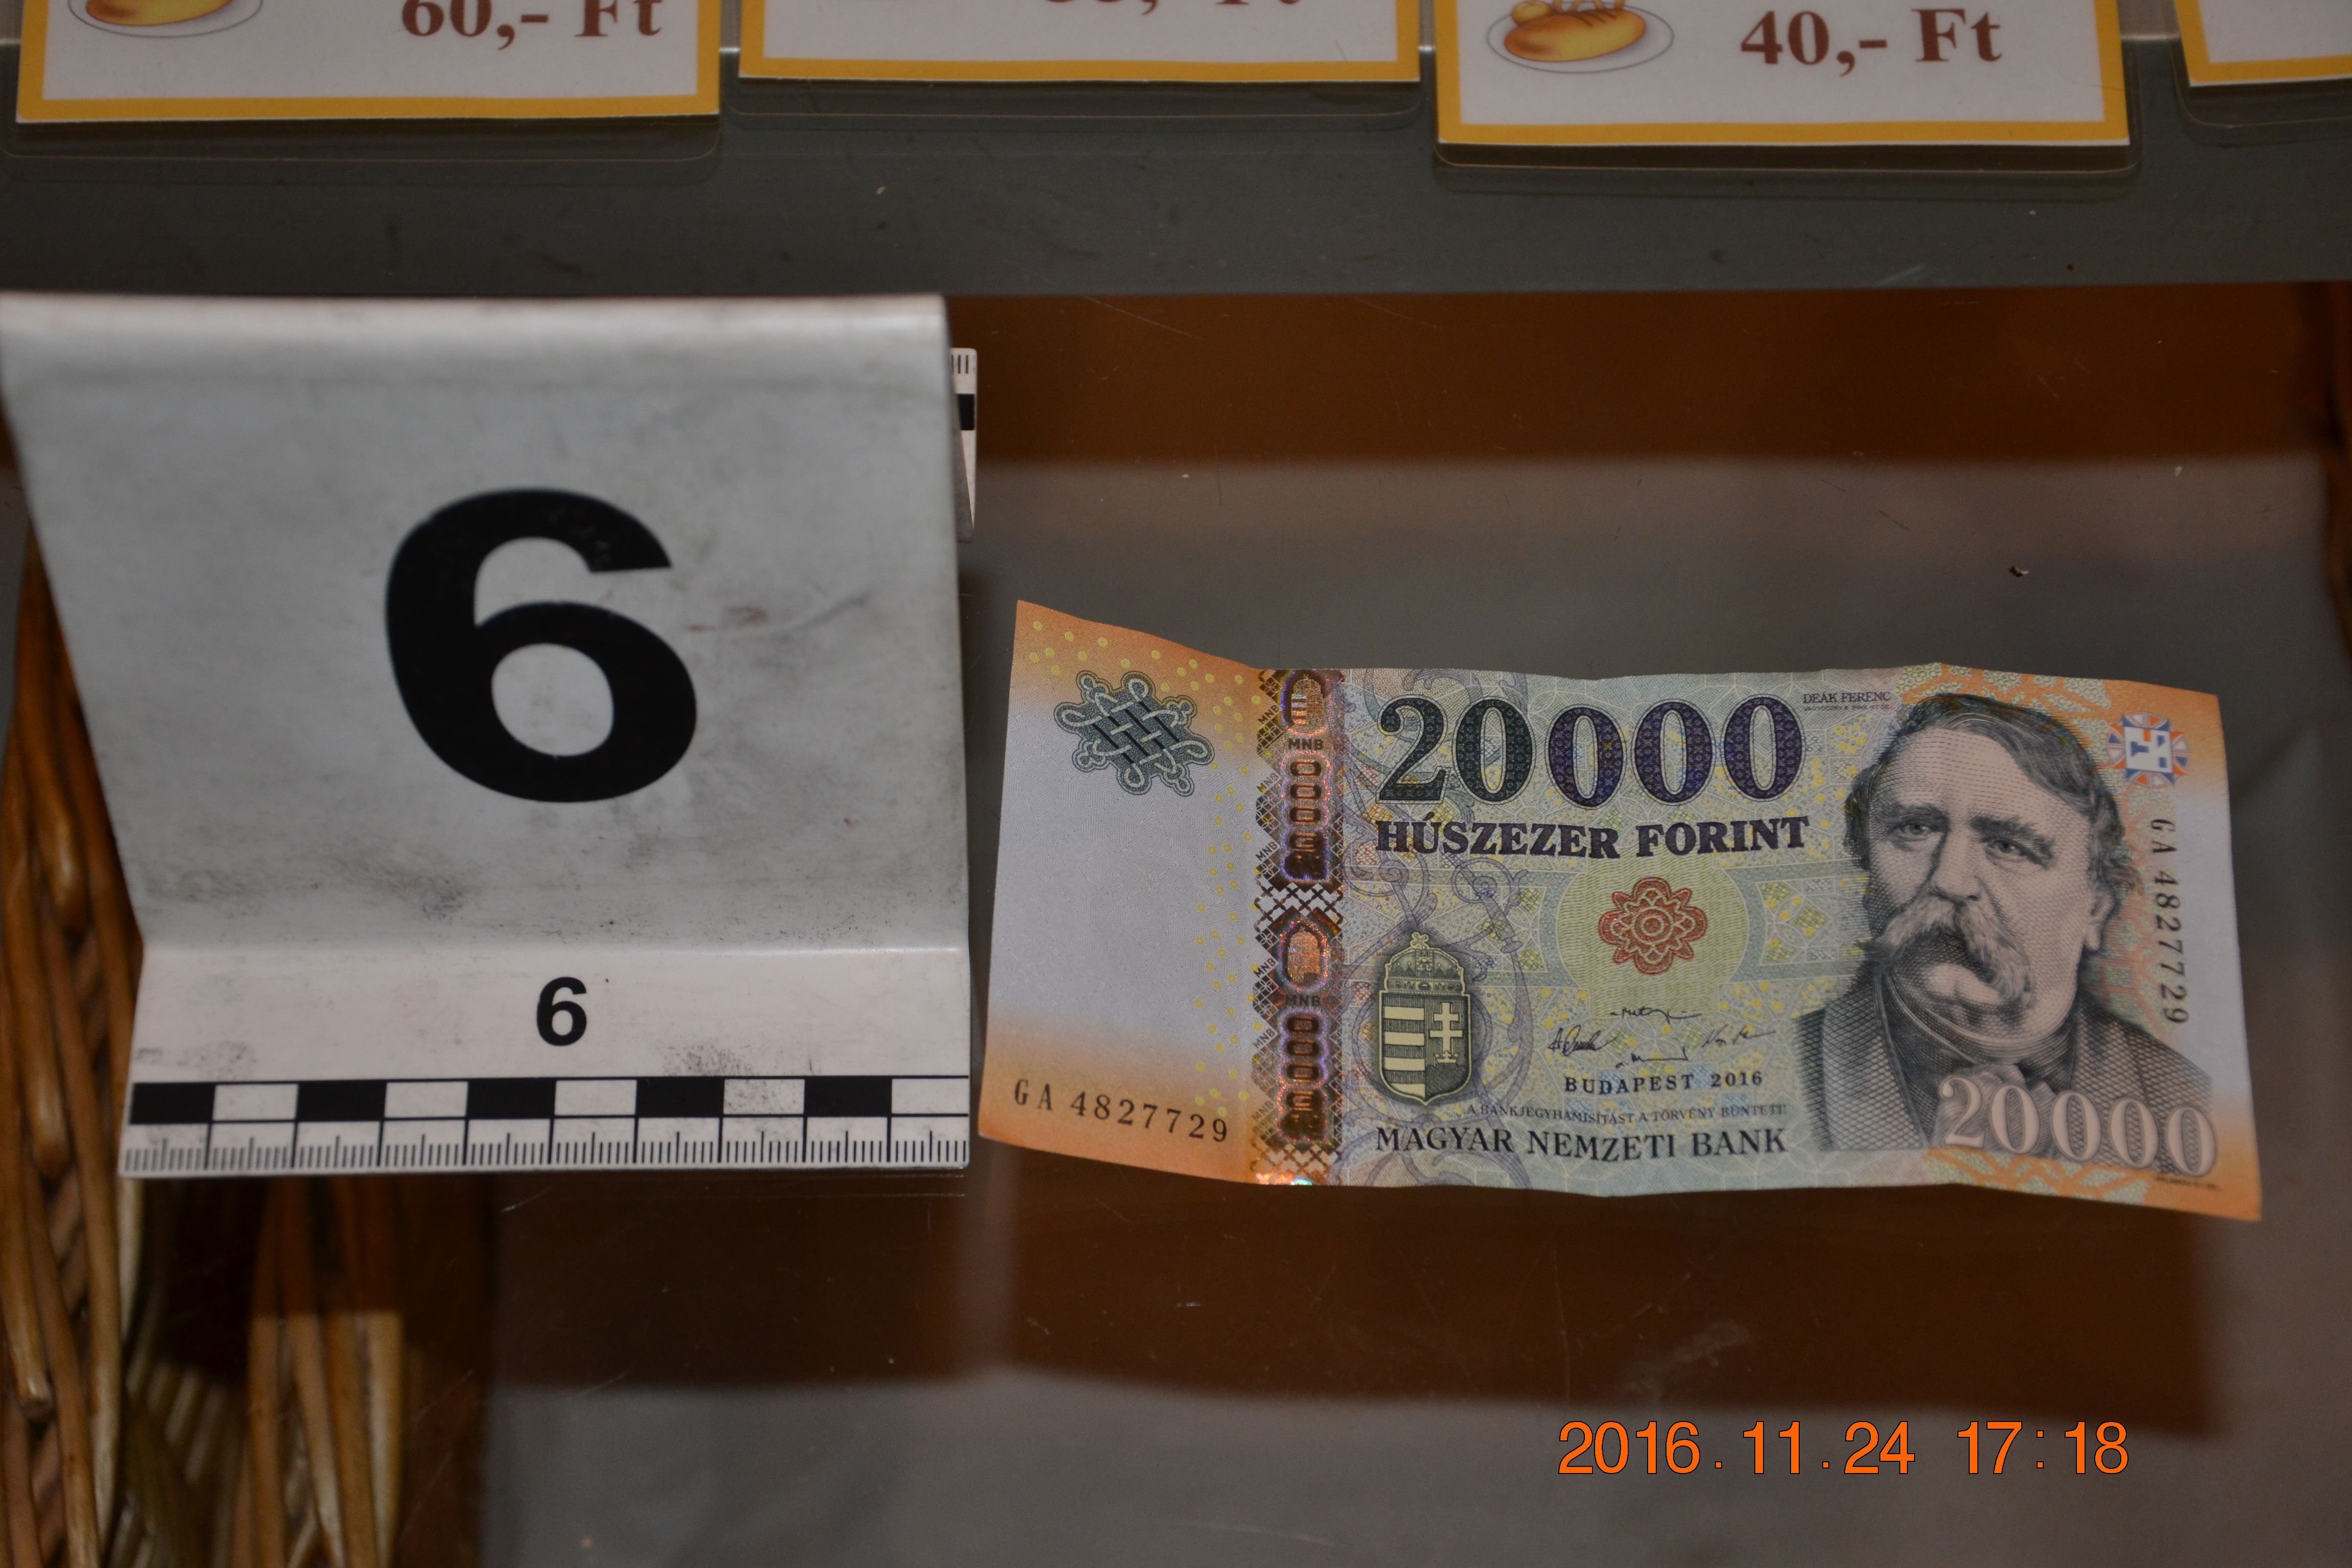 60,- Ft
40,- Ft
6
6
20000
HÚSZEZER FORINT
DEÁK FERENC
MNB
MNB
GA 4827729
GA 4827729
BUDAPEST 2016
A BANKJEGYHAMISÍTÁST A TÖRVÉNY BÜNTETI!
MAGYAR NEMZETI BANK
20000
2016.11.24 17:18